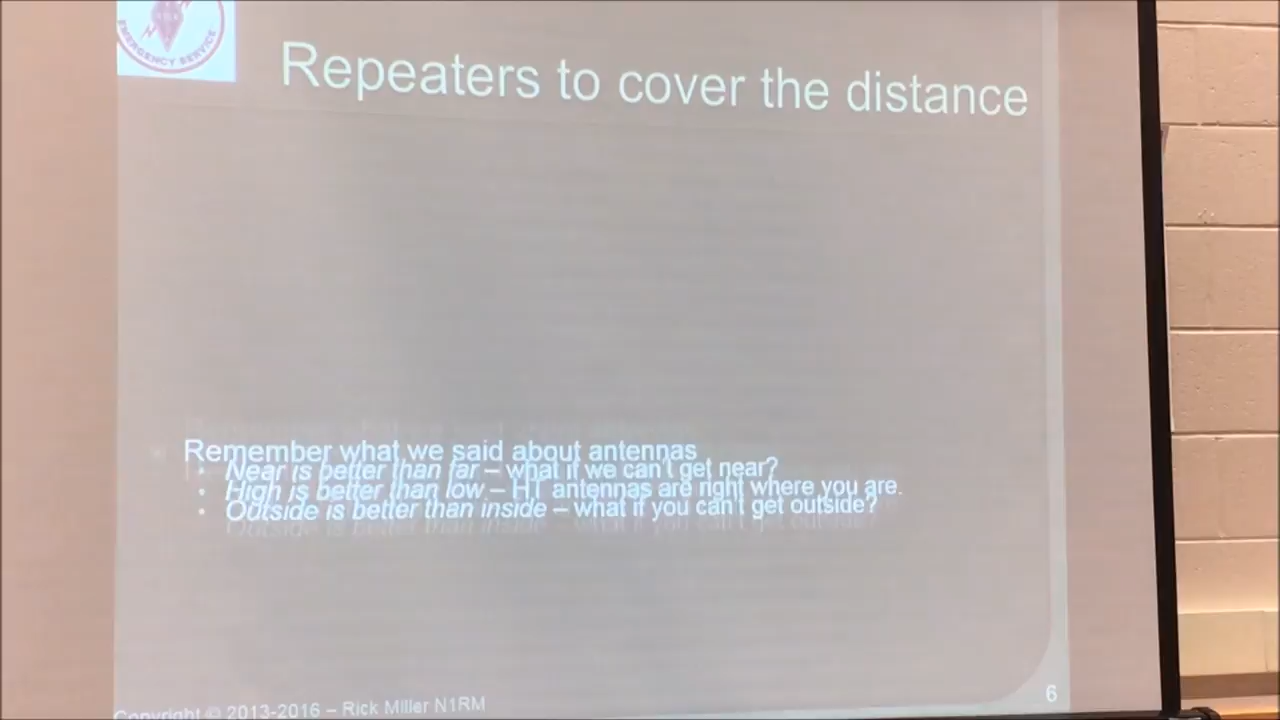 EMERGENCY SERVICE
Repeaters to cover the distance
Remember what we said about antennas
• Near is better than far – what if we can't get near?
• High is better than low – HT antennas are right where you are.
• Outside is better than inside – what if you can't get outside?
Copyright © 2013-2016 – Rick Miller N1RM
6